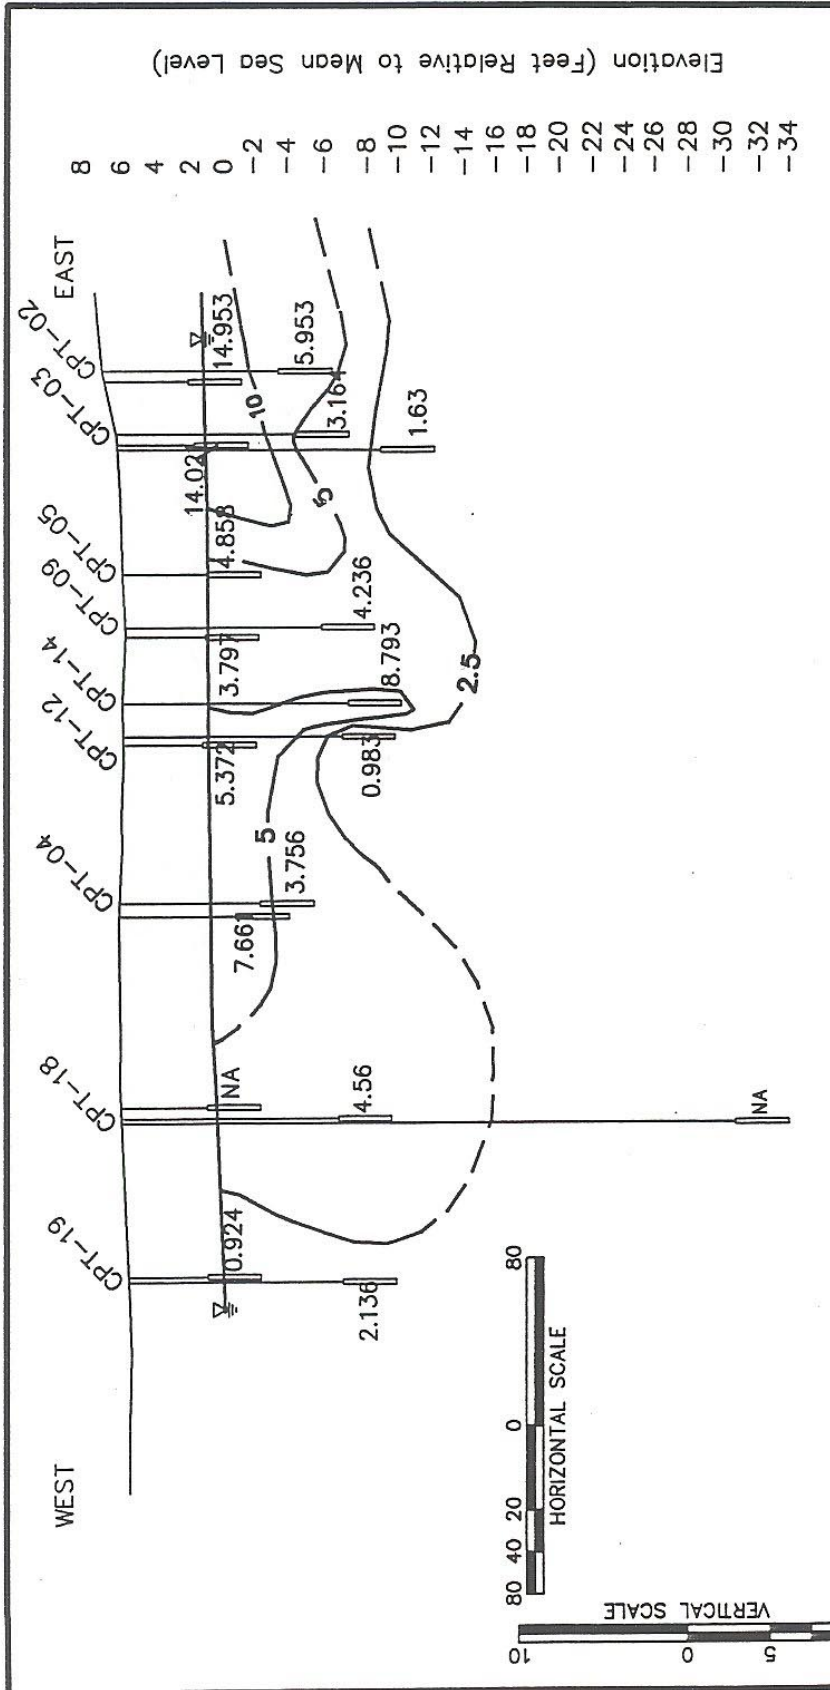 WEST
EAST
CPT-19
CPT-18
CPT-04
CPT-12
CPT-14
CPT-09
CPT-05
CPT-03
CPT-02
0.924
2.136
NA
4.56
NA
7.661
3.756
5
5.372
0.983
8.793
3.797
4.236
4.858
14.02
10
5
14.953
5.953
3.164
1.63
2.5
8
6
4
2
0
-2
-4
-6
-8
-10
-12
-14
-16
-18
-20
-22
-24
-26
-28
-30
-32
-34
Elevation (Feet Relative to Mean Sea Level)
80 40 20 0 80
HORIZONTAL SCALE
10
0
5
VERTICAL SCALE